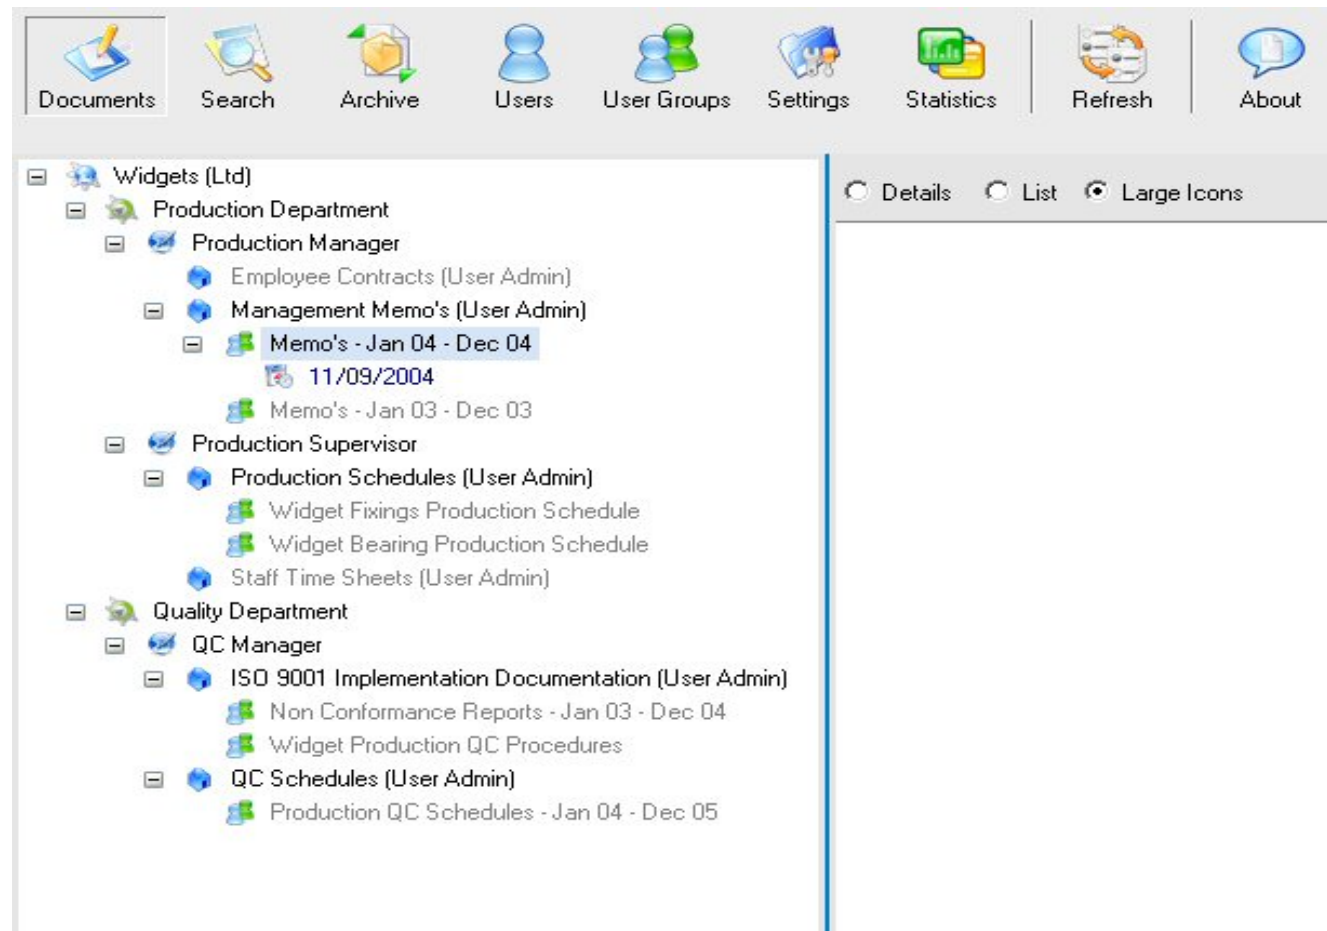 Documents Search Archive Users User Groups Settings Statistics Refresh About
Widgets (Ltd)
Details List Large Icons
Production Department
Production Manager
Employee Contracts (User Admin)
Management Memo's (User Admin)
Memo's - Jan 04 - Dec 04
11/09/2004
Memo's - Jan 03 - Dec 03
Production Supervisor
Production Schedules (User Admin)
Widget Fixings Production Schedule
Widget Bearing Production Schedule
Staff Time Sheets (User Admin)
Quality Department
QC Manager
ISO 9001 Implementation Documentation (User Admin)
Non Conformance Reports - Jan 03 - Dec 04
Widget Production QC Procedures
QC Schedules (User Admin)
Production QC Schedules - Jan 04 - Dec 05